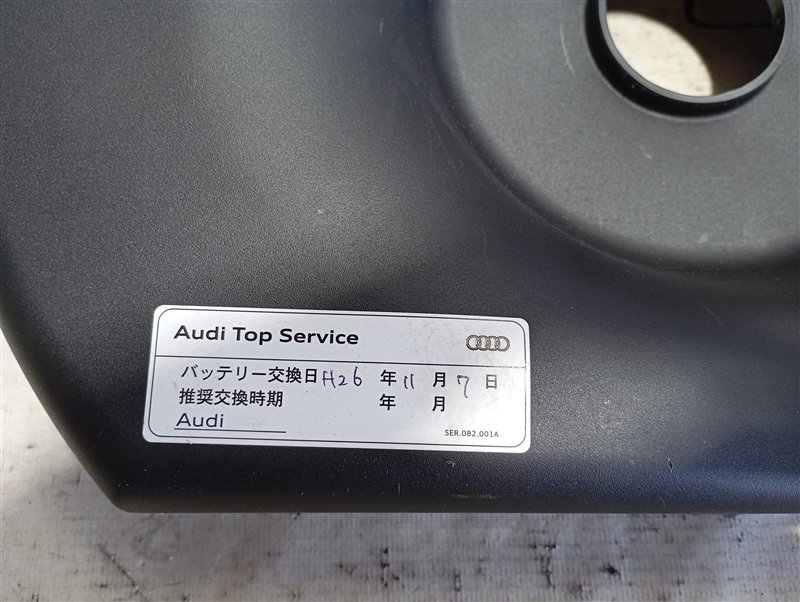 Audi Top Service
バッテリー交換日 H26 年 11 月 7 日
推奨交換時期 年 月
Audi
SER.082.001A